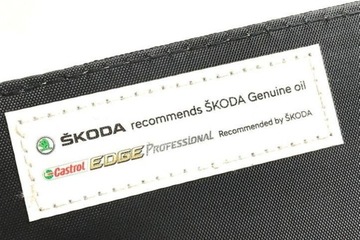 ŠKODA recommends ŠKODA Genuine oil
Castrol EDGE PROFESSIONAL Recommended by ŠKODA